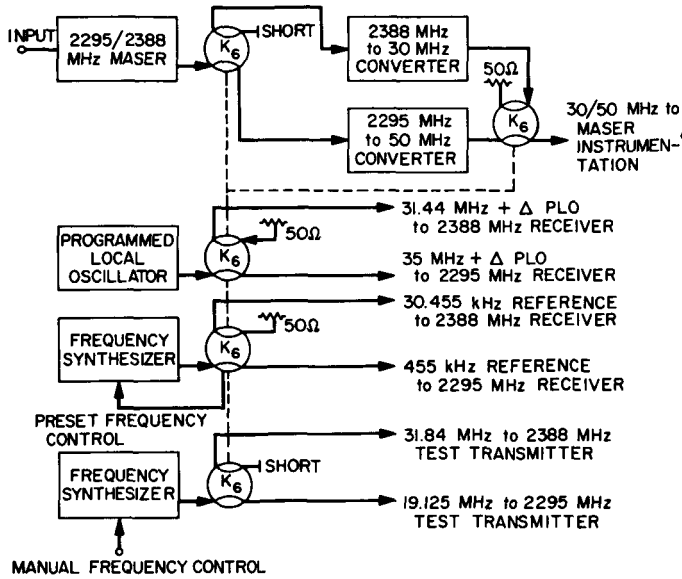 INPUT
2295/2388
MHz MASER
K6
SHORT
2388 MHz
to 30 MHz
CONVERTER
2295 MHz
to 50 MHz
CONVERTER
50Ω
K6
30/50 MHz to
MASER
INSTRUMEN-
TATION
PROGRAMMED
LOCAL
OSCILLATOR
K6
50Ω
31.44 MHz + Δ PLO
to 2388 MHz RECEIVER
35 MHz + Δ PLO
to 2295 MHz RECEIVER
FREQUENCY
SYNTHESIZER
K6
50Ω
30.455 kHz REFERENCE
to 2388 MHz RECEIVER
455 kHz REFERENCE
to 2295 MHz RECEIVER
PRESET FREQUENCY
CONTROL
FREQUENCY
SYNTHESIZER
K6
SHORT
31.84 MHz to 2388 MHz
TEST TRANSMITTER
19.125 MHz to 2295 MHz
TEST TRANSMITTER
MANUAL FREQUENCY CONTROL